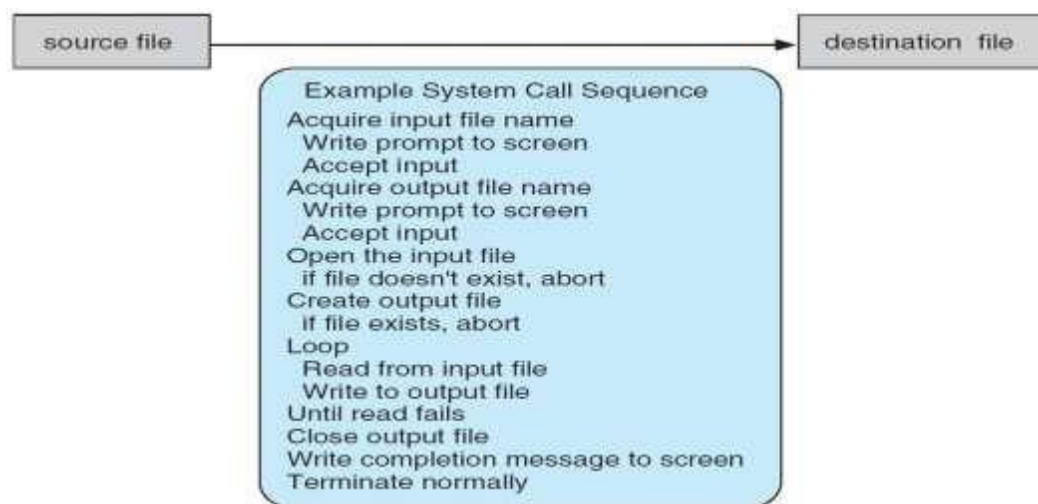 source file
destination file
Example System Call Sequence
Acquire input file name
Write prompt to screen
Accept input
Acquire output file name
Write prompt to screen
Accept input
Open the input file
if file doesn't exist, abort
Create output file
if file exists, abort
Loop
Read from input file
Write to output file
Until read fails
Close output file
Write completion message to screen
Terminate normally